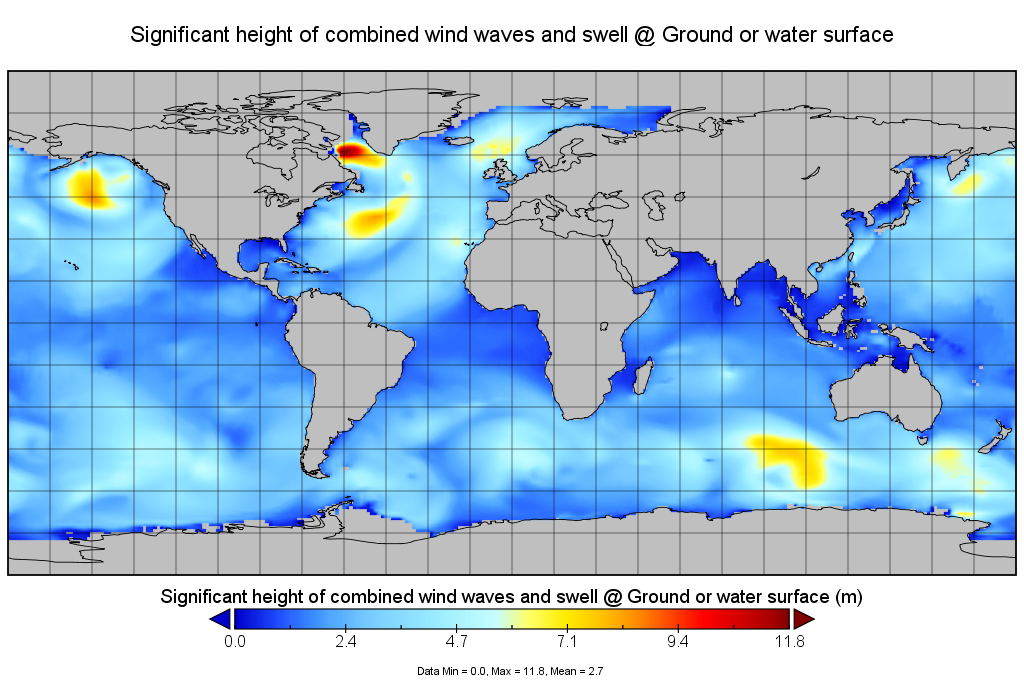 Significant height of combined wind waves and swell @ Ground or water surface
Significant height of combined wind waves and swell @ Ground or water surface (m)
0.0 2.4 4.7 7.1 9.4 11.8
Data Min = 0.0, Max = 11.8, Mean = 2.7